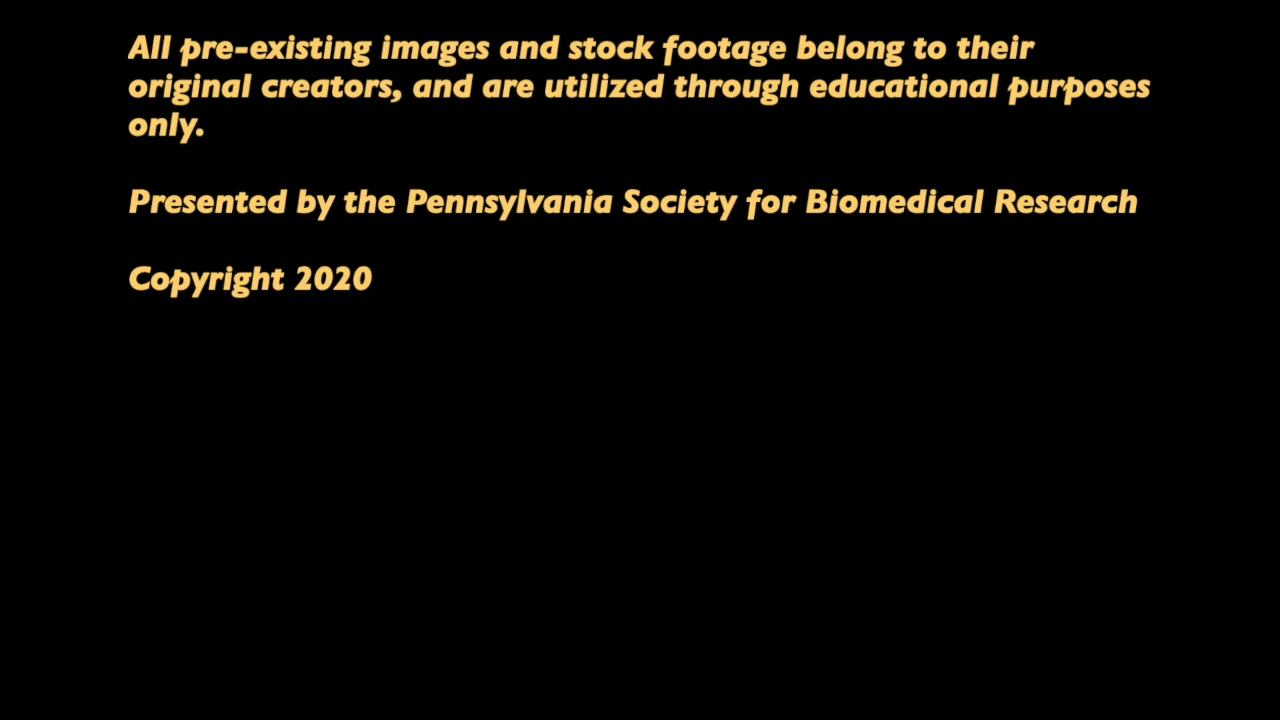 All pre-existing images and stock footage belong to their
original creators, and are utilized through educational purposes
only.
Presented by the Pennsylvania Society for Biomedical Research
Copyright 2020